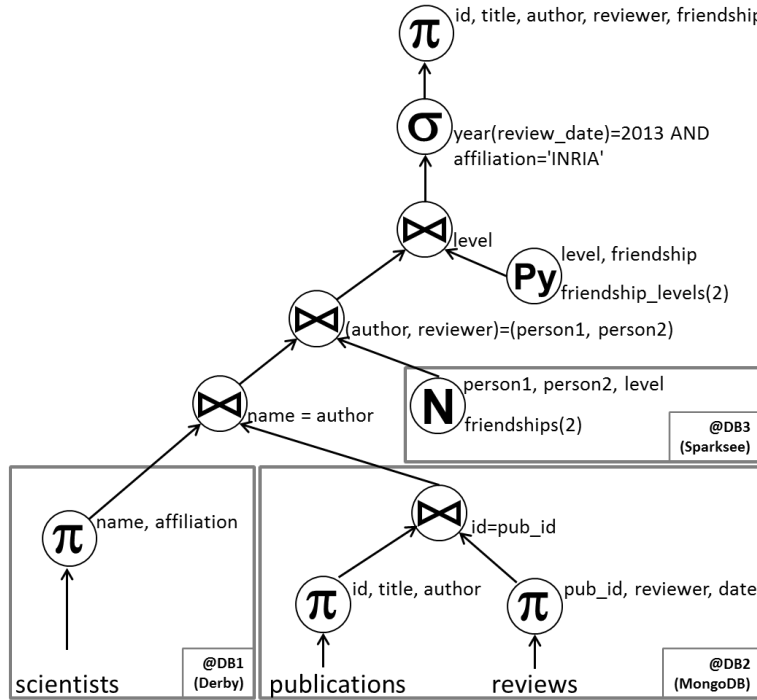 π
id, title, author, reviewer, friendship
σ
year(review_date)=2013 AND
affiliation='INRIA'
⋈
level
Py
level, friendship
friendship_levels(2)
⋈
(author, reviewer)=(person1, person2)
N
person1, person2, level
friendships(2)
@DB3
(Sparksee)
⋈
name = author
π
name, affiliation
scientists
@DB1
(Derby)
⋈
id=pub_id
π
id, title, author
π
pub_id, reviewer, date
publications
reviews
@DB2
(MongoDB)